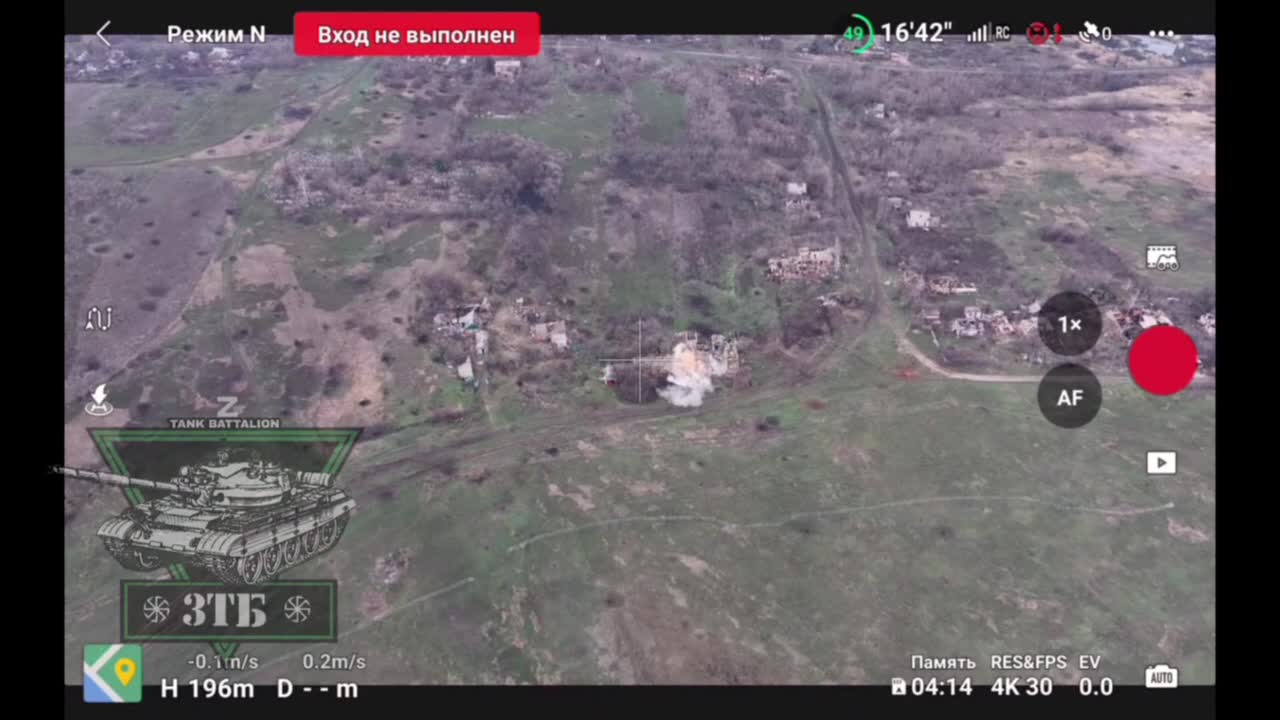 Режим N
Вход не выполнен
49
16'42"
RC
0
1×
AF
Z
TANK BATTALION
ЗТБ
-0.1m/s 0.2m/s
H 196m D - - m
Память RES&FPS EV
04:14 4K 30 0.0
AUTO